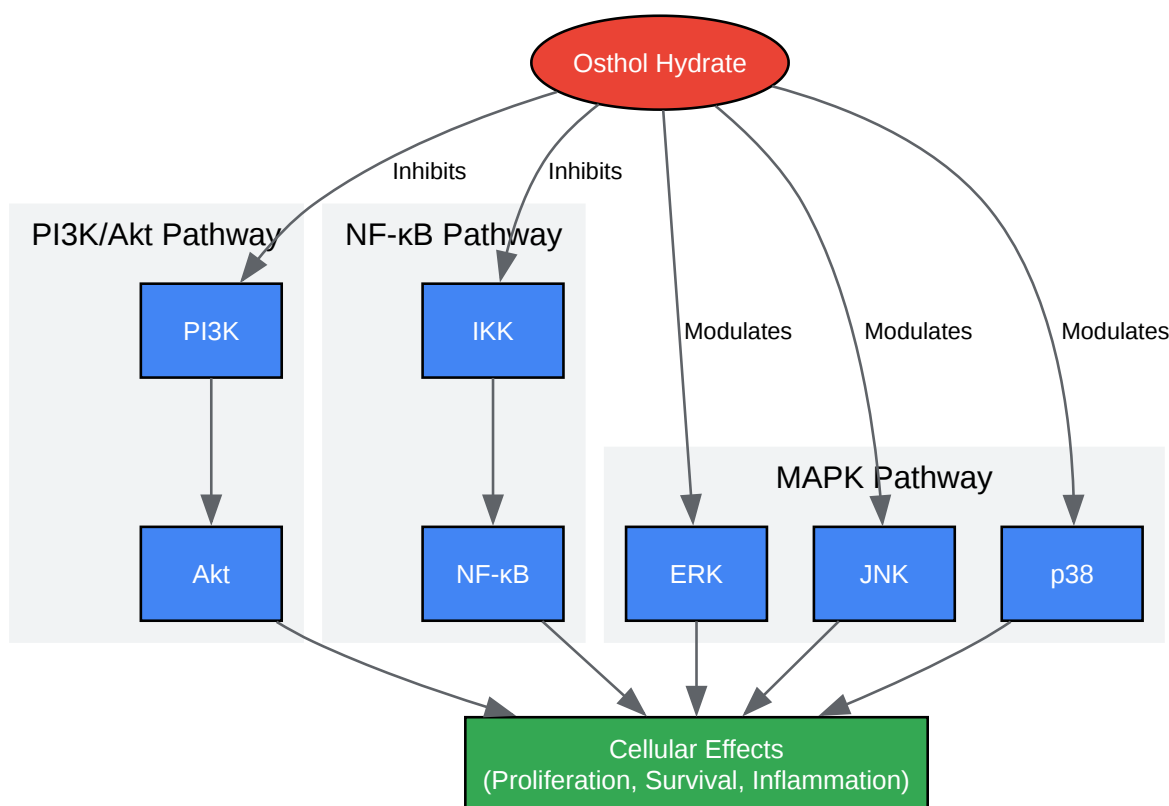 Osthol Hydrate
Inhibits
Inhibits
PI3K/Akt Pathway
NF-κB Pathway
PI3K
IKK
Modulates
Modulates
Modulates
MAPK Pathway
Akt
NF-κB
ERK
JNK
p38
Cellular Effects
(Proliferation, Survival, Inflammation)